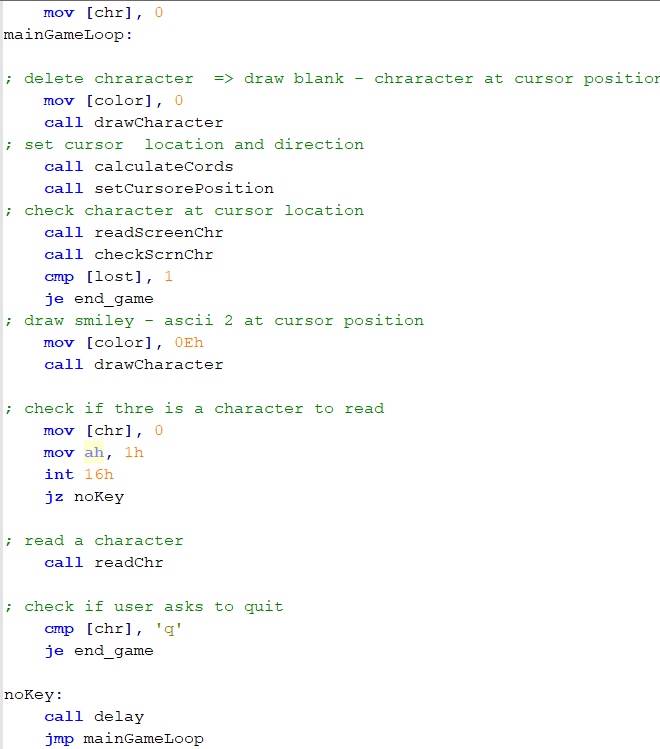 mov [chr], 0
mainGameLoop:

; delete chraracter  => draw blank - chraracter at cursor position
    mov [color], 0
    call drawCharacter
; set cursor  location and direction
    call calculateCords
    call setCursorePosition
; check character at cursor location
    call readScreenChr
    call checkScrnChr
    cmp [lost], 1
    je end_game
; draw smiley - ascii 2 at cursor position
    mov [color], 0Eh
    call drawCharacter

; check if thre is a character to read
    mov [chr], 0
    mov ah, 1h
    int 16h
    jz noKey

; read a character
    call readChr

; check if user asks to quit
    cmp [chr], 'q'
    je end_game

noKey:
    call delay
    jmp mainGameLoop